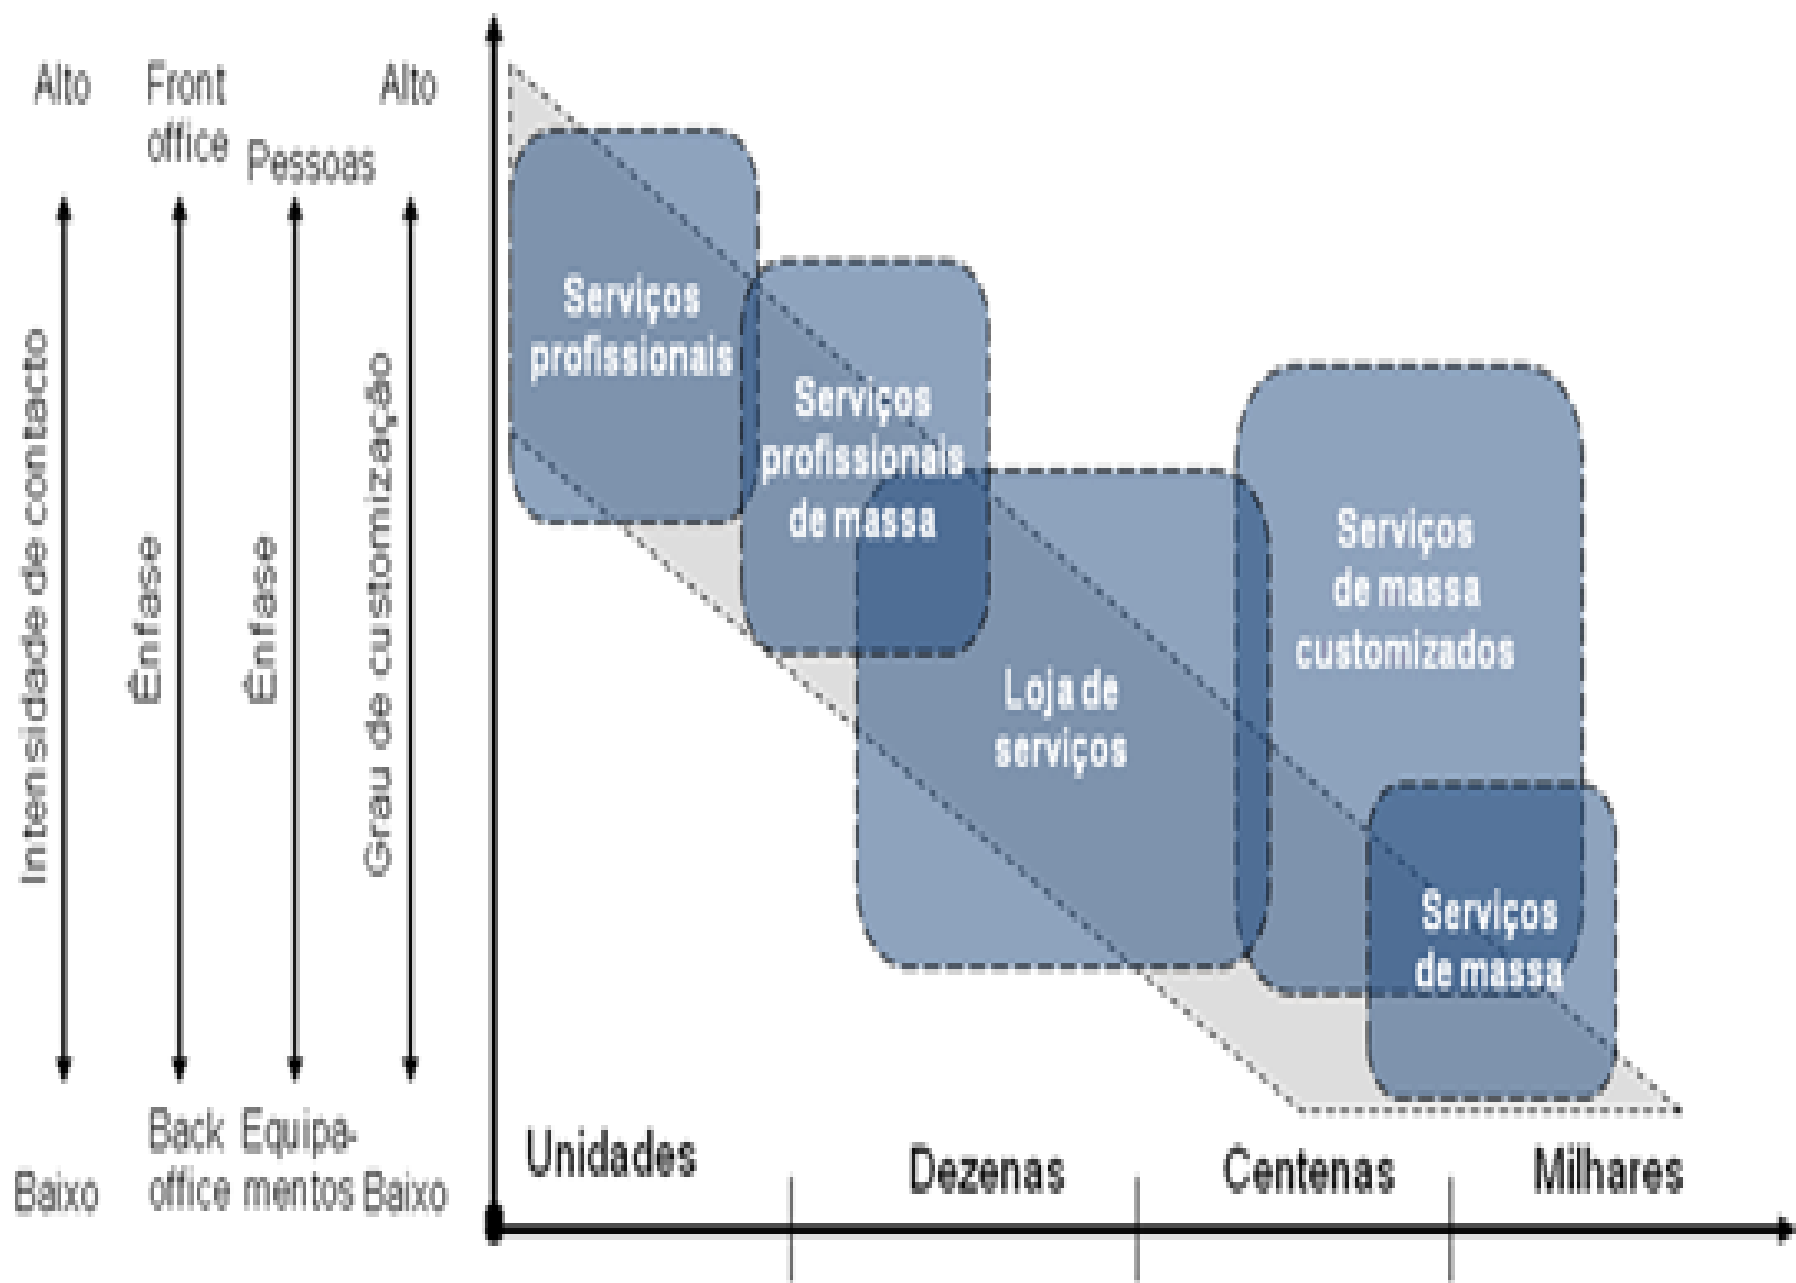 Alto
Front
office
Pessoas
Alto
Intensidade de contacto
Ênfase
Ênfase
Grau de customização
Baixo
Back
office
Equipa-
mentos
Baixo
Serviços
profissionais
Serviços
profissionais
de massa
Loja de
serviços
Serviços
de massa
customizados
Serviços
de massa
Unidades
Dezenas
Centenas
Milhares